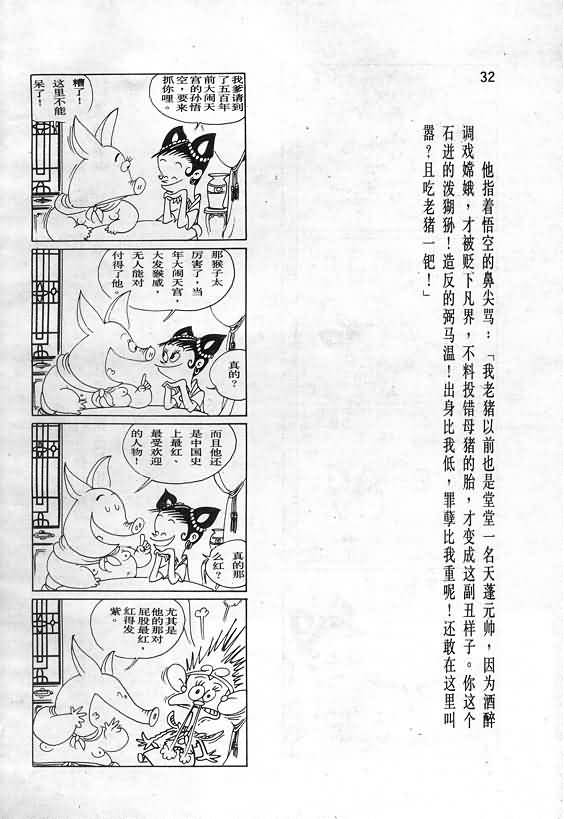 32
他指着悟空的鼻尖骂：「我老猪以前也是堂堂一名天蓬元帅，因为酒醉
调戏嫦娥，才被贬下凡界，不料投错母猪的胎，才变成这副丑样子。你这个
石进的泼猢狲！造反的弼马温！出身比我低，罪孽比我重呢！还敢在这里叫
嚣？且吃老猪一钯！」
我爹请到
了五百年
前大闹天
宫的孙悟
空，要来
抓你哩。
糟了！
这里不能
呆了！
那猴子太
厉害了，当
年大闹天宫，
大发猴威，
无人能对
付得了他
真的？
而且他还
是中国史
上最红、
最受欢迎
的人物！
真的那
么红？
尤其是
他的那对
屁股最红，
红得发
紫。